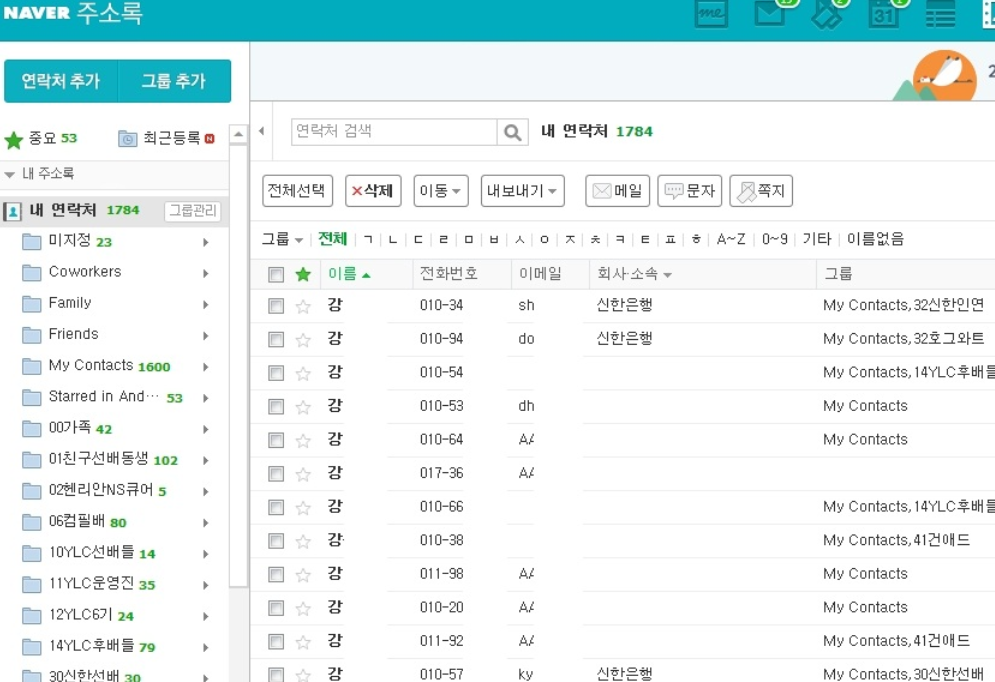 NAVER 주소록
me
31
연락처 추가 그룹 추가
중요 53 최근등록 N
내 주소록
내 연락처 1784 그룹관리
미지정 23
Coworkers
Family
Friends
My Contacts 1600
Starred in And… 53
00가족 42
01친구선배동생 102
02헨리안NS큐어 5
06컴필배 80
10YLC선배들 14
11YLC운영진 35
12YLC6기 24
14YLC후배들 79
30신한선배 30
연락처 검색 내 연락처 1784
전체선택 ×삭제 이동 내보내기 메일 문자 쪽지
그룹 전체 ㄱ ㄴ ㄷ ㄹ ㅁ ㅂ ㅅ ㅇ ㅈ ㅊ ㅋ ㅌ ㅍ ㅎ A~Z 0~9 기타 이름없음
이름 전화번호 이메일 회사·소속 그룹
강 010-34 sh 신한은행 My Contacts,32신한인연
강 010-94 do 신한은행 My Contacts,32호그와트
강 010-54 My Contacts,14YLC후배들
강 010-53 dh My Contacts
강 010-64 AA My Contacts
강 017-36 AA
강 010-66 My Contacts,14YLC후배들
강 010-38 My Contacts,41건애드
강 011-98 AA My Contacts
강 010-20 AA My Contacts
강 011-92 AA My Contacts,41건애드
강 010-57 ky 신한은행 My Contacts,30신한선배